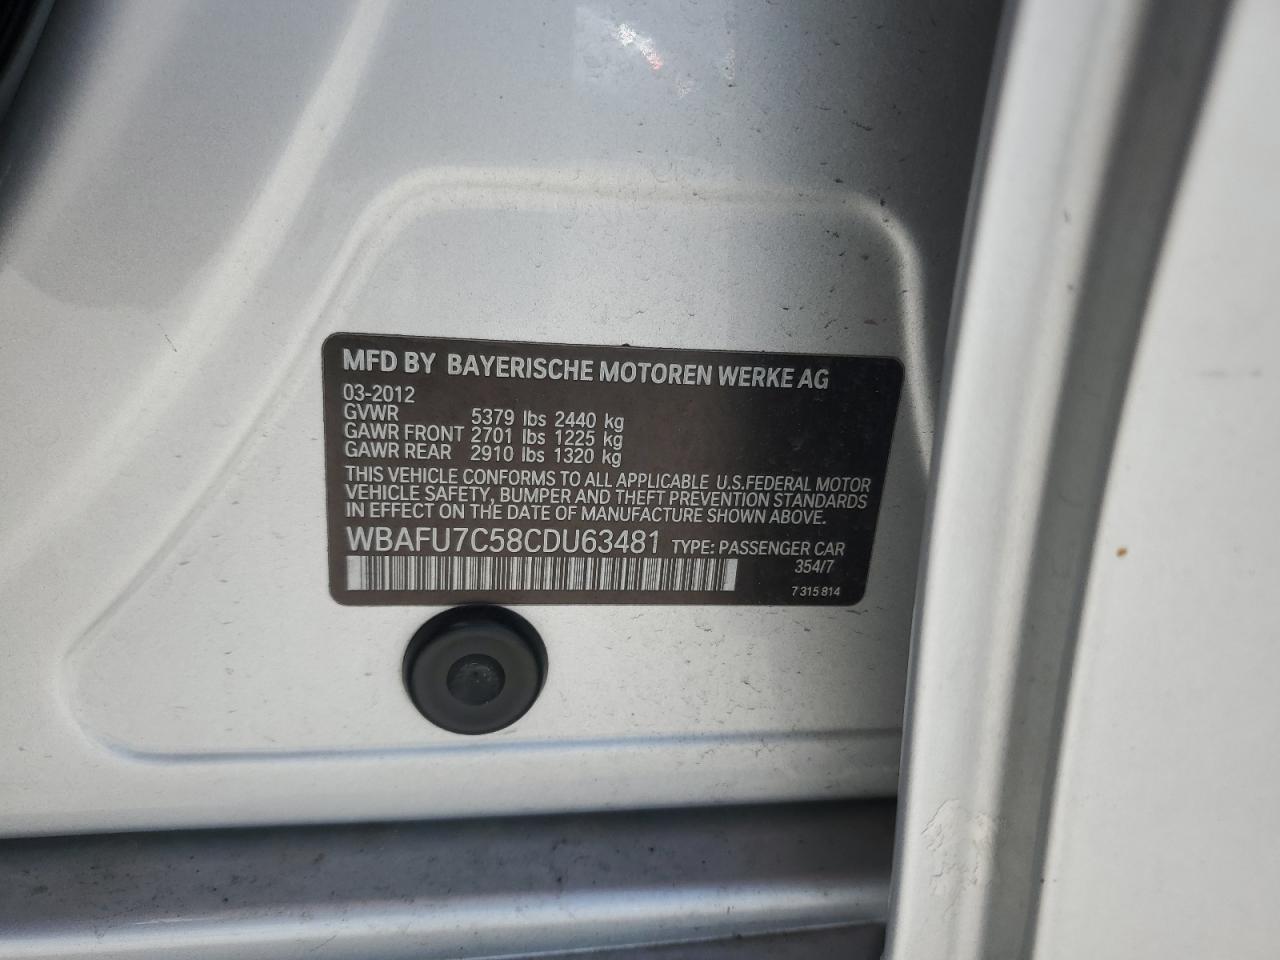 MFD BY BAYERISCHE MOTOREN WERKE AG
03-2012
GVWR 5379 lbs 2440 kg
GAWR FRONT 2701 lbs 1225 kg
GAWR REAR 2910 lbs 1320 kg
THIS VEHICLE CONFORMS TO ALL APPLICABLE U.S.FEDERAL MOTOR
VEHICLE SAFETY, BUMPER AND THEFT PREVENTION STANDARDS
IN EFFECT ON THE DATE OF MANUFACTURE SHOWN ABOVE.
WBAFU7C58CDU63481 TYPE: PASSENGER CAR
354/7
7 315 814